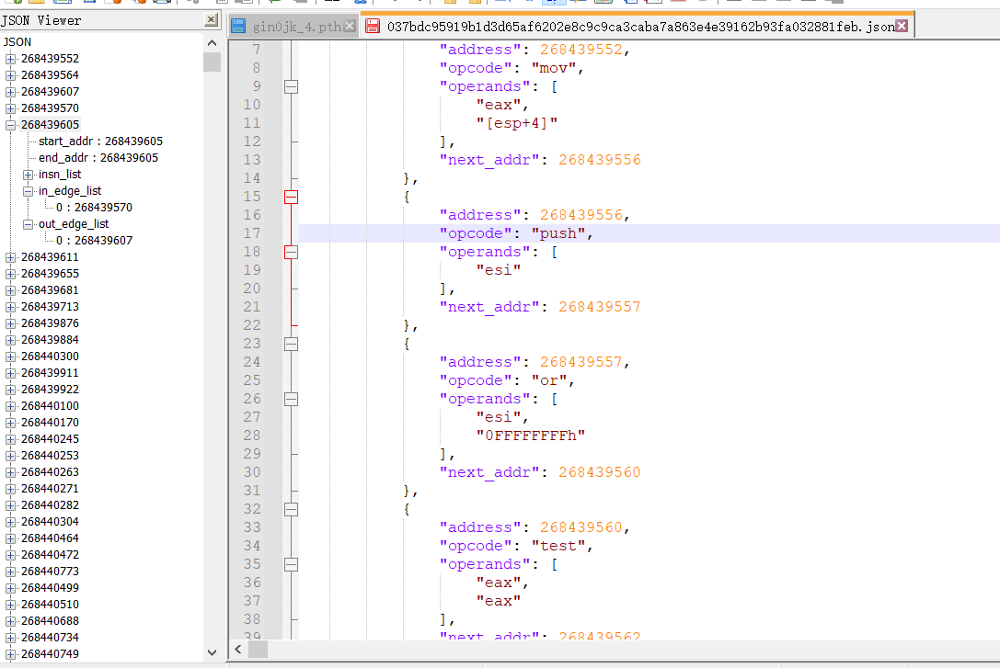 JSON Viewer
JSON
268439552
268439564
268439607
268439570
268439605
start_addr : 268439605
end_addr : 268439605
insn_list
in_edge_list
0 : 268439570
out_edge_list
0 : 268439607
268439611
268439655
268439681
268439713
268439876
268439884
268440300
268439911
268439922
268440100
268440170
268440245
268440253
268440263
268440271
268440282
268440304
268440464
268440472
268440773
268440499
268440510
268440688
268440734
268440749
gin0jk_4.pth
037bdc95919b1d3d65af6202e8c9c9ca3caba7a863e4e39162b93fa032881feb.json
7 "address": 268439552,
8 "opcode": "mov",
9 "operands": [
10 "eax",
11 "[esp+4]"
12 ],
13 "next_addr": 268439556
14 },
15 {
16 "address": 268439556,
17 "opcode": "push",
18 "operands": [
19 "esi"
20 ],
21 "next_addr": 268439557
22 },
23 {
24 "address": 268439557,
25 "opcode": "or",
26 "operands": [
27 "esi",
28 "0FFFFFFFFh"
29 ],
30 "next_addr": 268439560
31 },
32 {
33 "address": 268439560,
34 "opcode": "test",
35 "operands": [
36 "eax",
37 "eax"
38 ],
39 "next_addr": 268439562